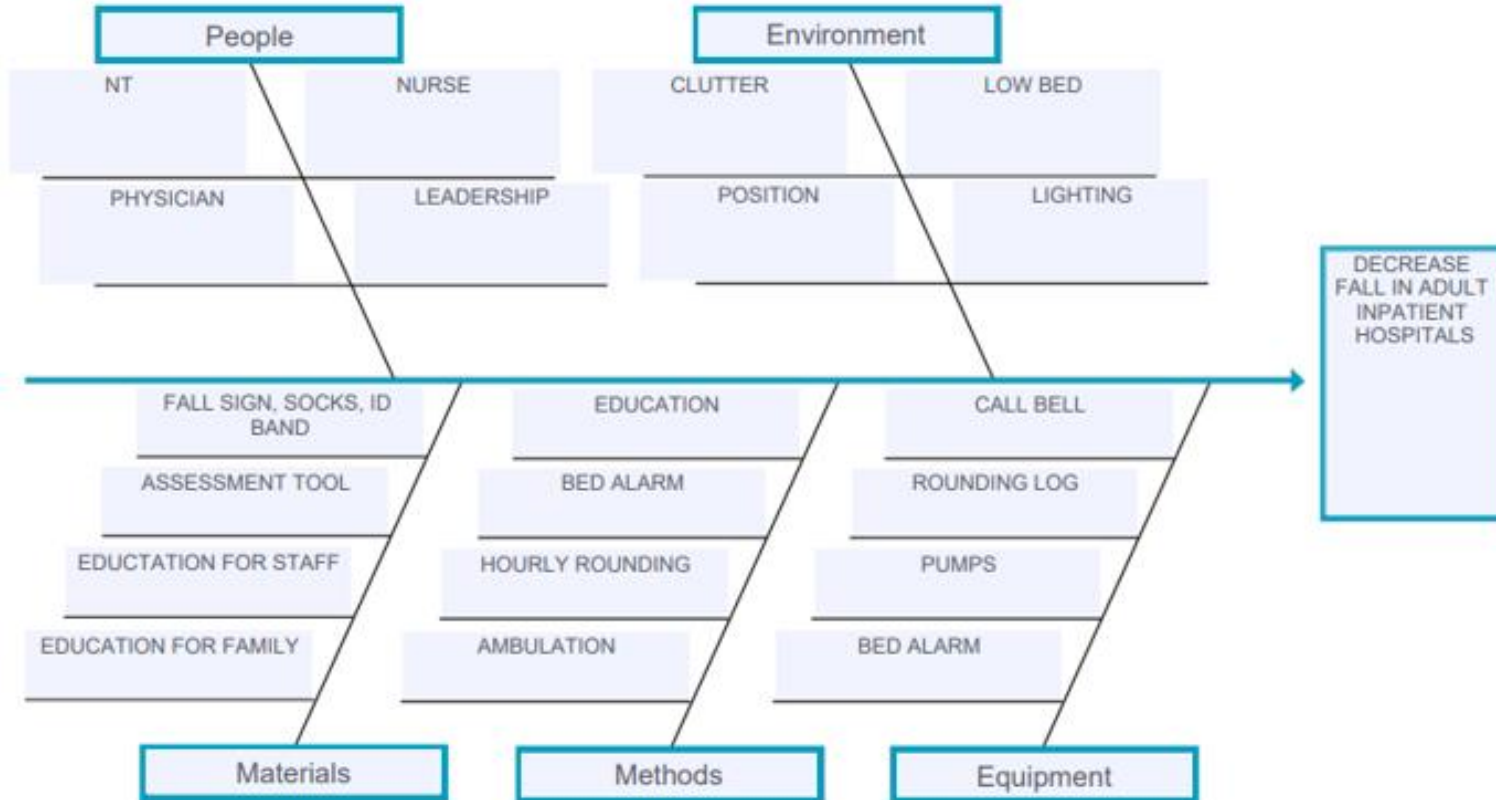 People
Environment
NT
NURSE
CLUTTER
LOW BED
PHYSICIAN
LEADERSHIP
POSITION
LIGHTING
DECREASE
FALL IN ADULT
INPATIENT
HOSPITALS
FALL SIGN, SOCKS, ID
BAND
EDUCATION
CALL BELL
ASSESSMENT TOOL
BED ALARM
ROUNDING LOG
EDUCTATION FOR STAFF
HOURLY ROUNDING
PUMPS
EDUCATION FOR FAMILY
AMBULATION
BED ALARM
Materials
Methods
Equipment